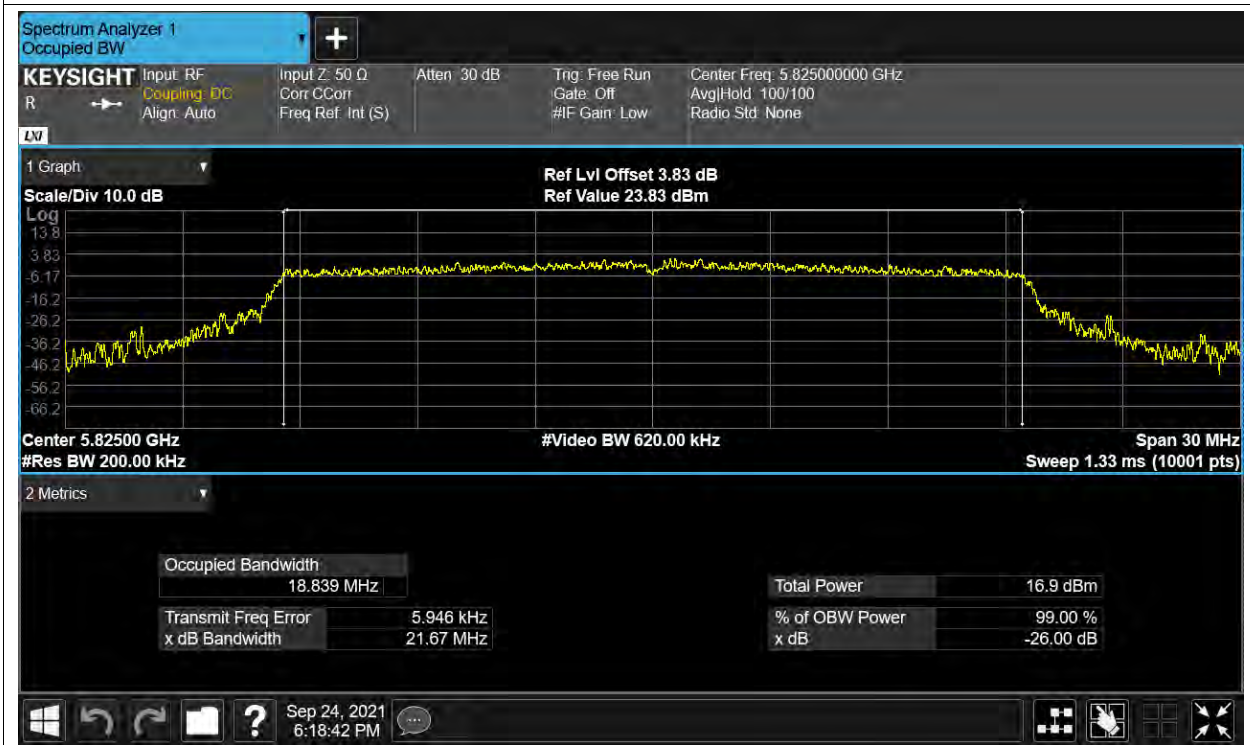 Spectrum Analyzer 1
Occupied BW
KEYSIGHT Input: RF Input Z: 50 Ω Atten: 30 dB Trig: Free Run Center Freq: 5.825000000 GHz
R Coupling: DC Corr CCorr Gate: Off Avg|Hold: 100/100
Align: Auto Freq Ref: Int (S) #IF Gain: Low Radio Std: None
LXI
1 Graph
Ref Lvl Offset 3.83 dB
Scale/Div 10.0 dB Ref Value 23.83 dBm
Log
13.8
3.83
-6.17
-16.2
-26.2
-36.2
-46.2
-56.2
-66.2
Center 5.82500 GHz #Video BW 620.00 kHz Span 30 MHz
#Res BW 200.00 kHz Sweep 1.33 ms (10001 pts)
2 Metrics
Occupied Bandwidth
18.839 MHz Total Power 16.9 dBm
Transmit Freq Error 5.946 kHz % of OBW Power 99.00 %
x dB Bandwidth 21.67 MHz x dB -26.00 dB
? Sep 24, 2021
6:18:42 PM